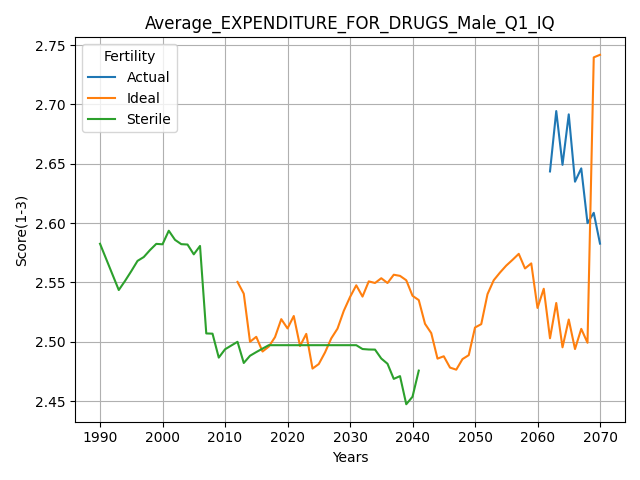 Average_EXPENDITURE_FOR_DRUGS_Male_Q1_IQ
Fertility
Actual
Ideal
Sterile
Score(1-3)
2.75
2.70
2.65
2.60
2.55
2.50
2.45
1990 2000 2010 2020 2030 2040 2050 2060 2070
Years